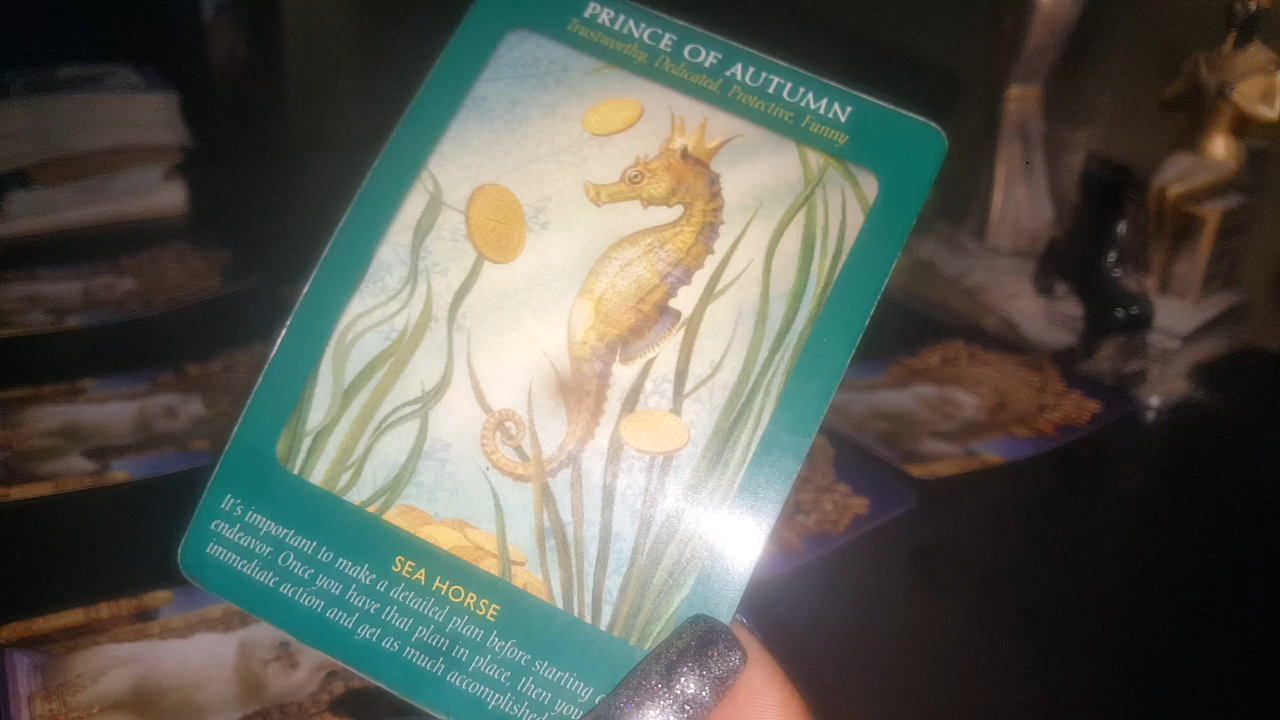 PRINCE OF AUTUMN
Trustworthy, Dedicated, Protective, Funny
SEA HORSE
It's important to make a detailed plan before starting
endeavor. Once you have that plan in place, then you
immediate action and get as much accomplished